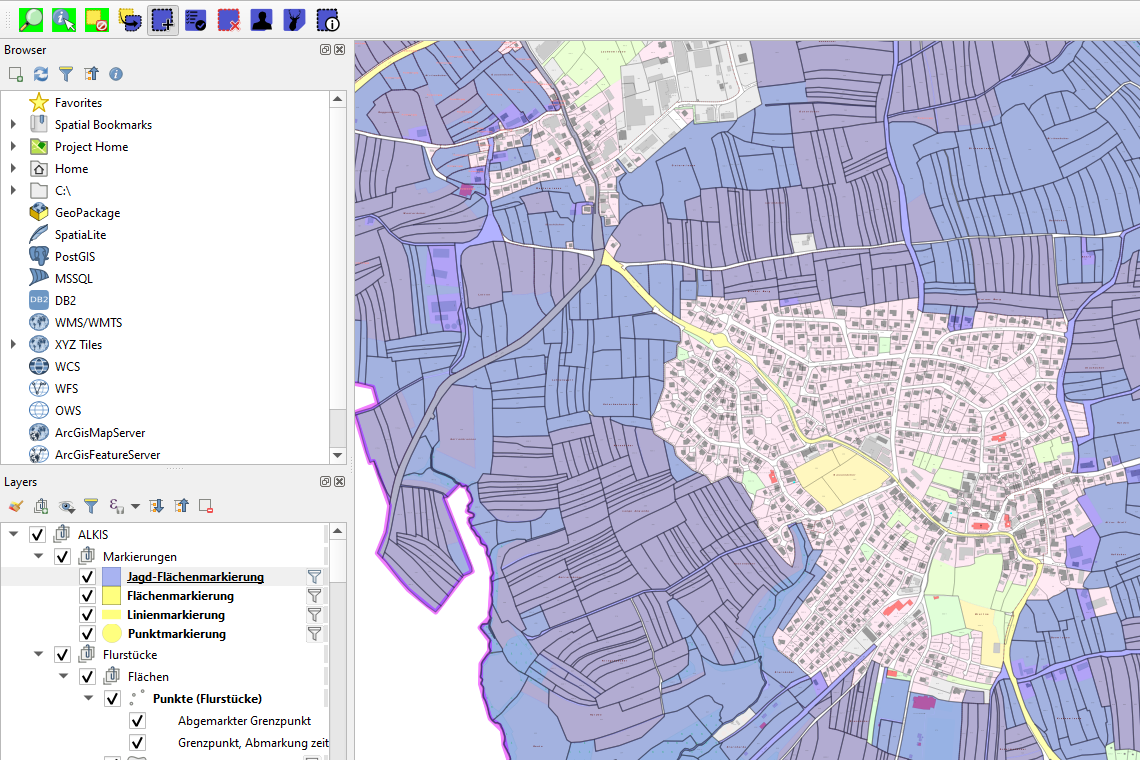 Browser
Favorites
Spatial Bookmarks
Project Home
Home
C:\
GeoPackage
SpatiaLite
PostGIS
MSSQL
DB2
DB2
WMS/WMTS
XYZ Tiles
WCS
WFS
OWS
ArcGisMapServer
ArcGisFeatureServer
Layers
ALKIS
Markierungen
Jagd-Flächenmarkierung
Flächenmarkierung
Linienmarkierung
Punktmarkierung
Flurstücke
Flächen
Punkte (Flurstücke)
Abgemarkter Grenzpunkt
Grenzpunkt, Abmarkung zeit